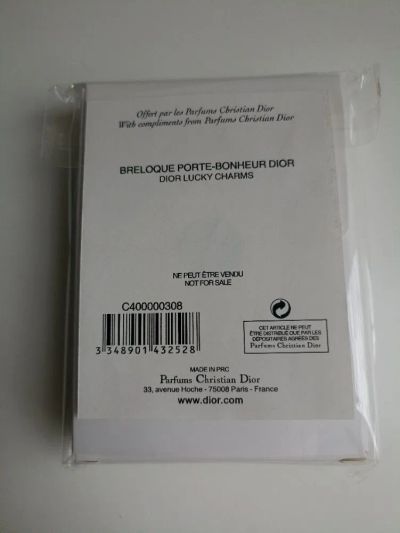 Offert par les Parfums Christian Dior
With compliments from Parfums Christian Dior
BRELOQUE PORTE-BONHEUR DIOR
DIOR LUCKY CHARMS
NE PEUT ÊTRE VENDU
NOT FOR SALE
C400000308
3 348901 432528
CET ARTICLE NE PEUT
ÊTRE DISTRIBUÉ QUE PAR LES
DÉPOSITAIRES AGRÉÉS DES
Parfums Christian Dior
MADE IN PRC
Parfums Christian Dior
33, avenue Hoche - 75008 Paris - France
www.dior.com